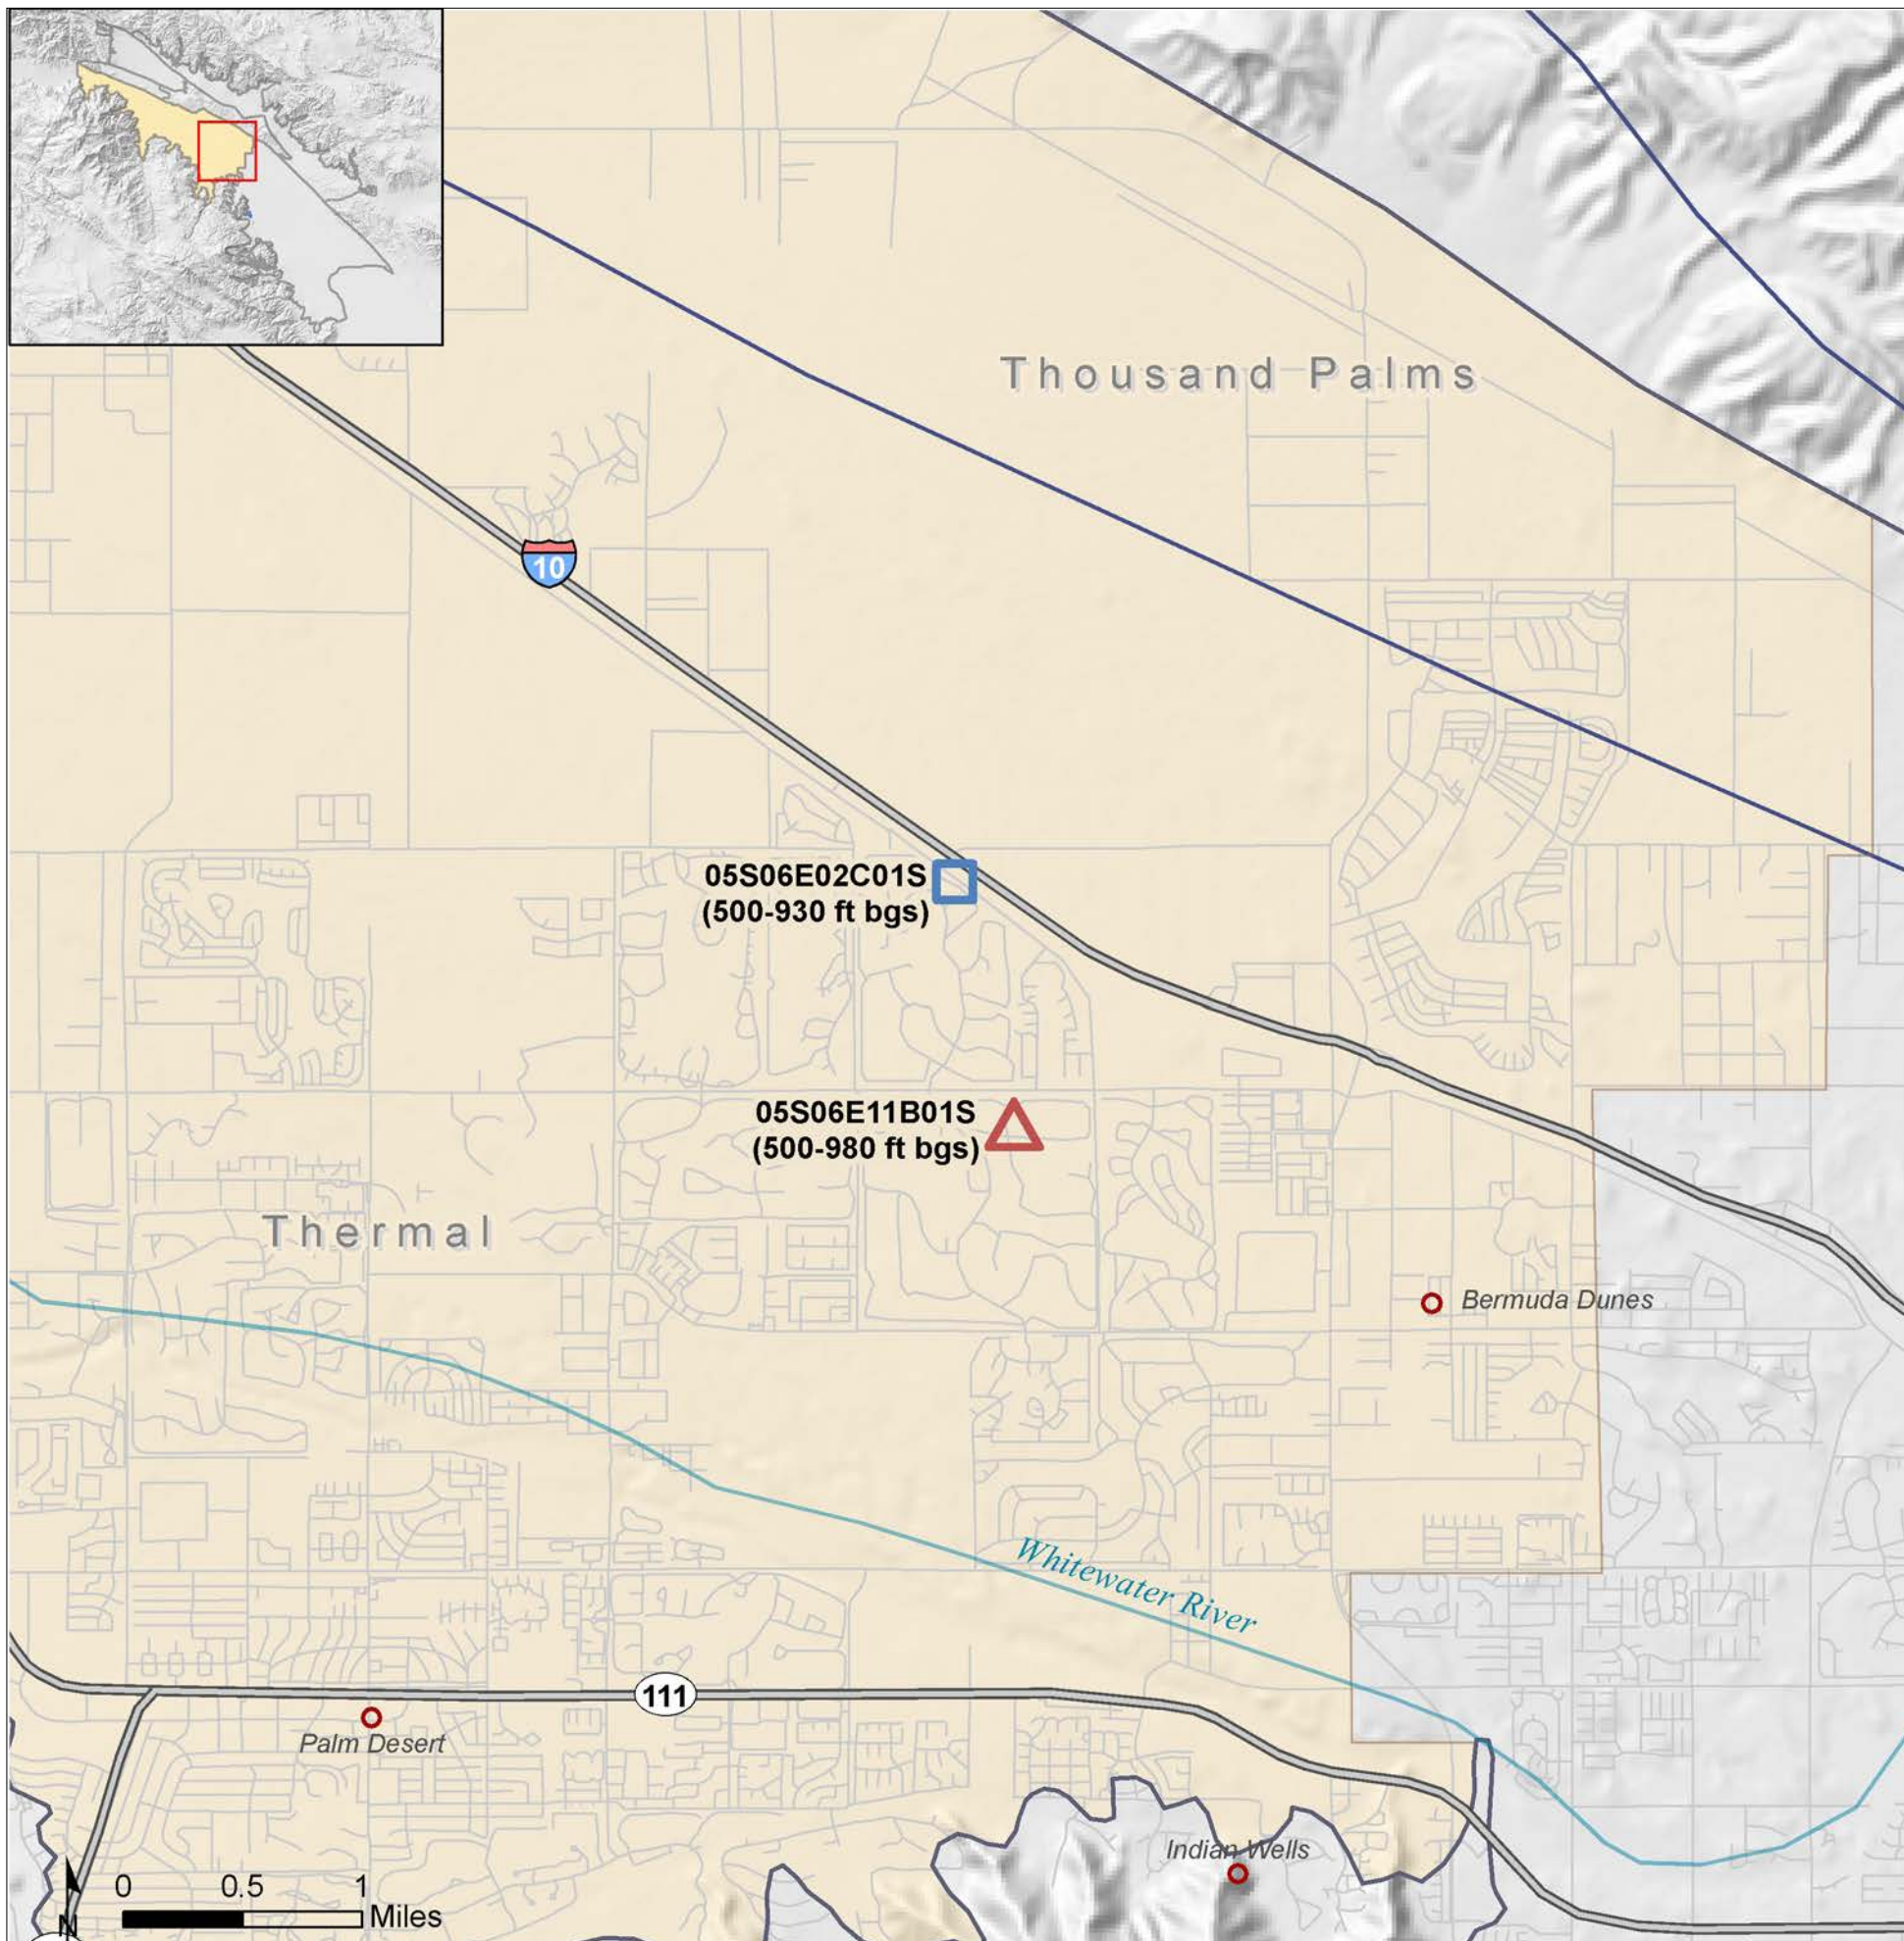 Thousand Palms
10
05S06E02C01S
(500-930 ft bgs)
05S06E11B01S
(500-980 ft bgs)
Thermal
Bermuda Dunes
Whitewater River
111
Palm Desert
Indian Wells
0 0.5 1
Miles
N